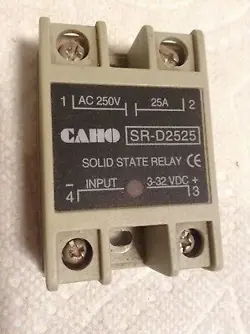 1 AC 250V 25A 2
CAHO SR-D2525
SOLID STATE RELAY CE
- INPUT 3-32 VDC +
4 3